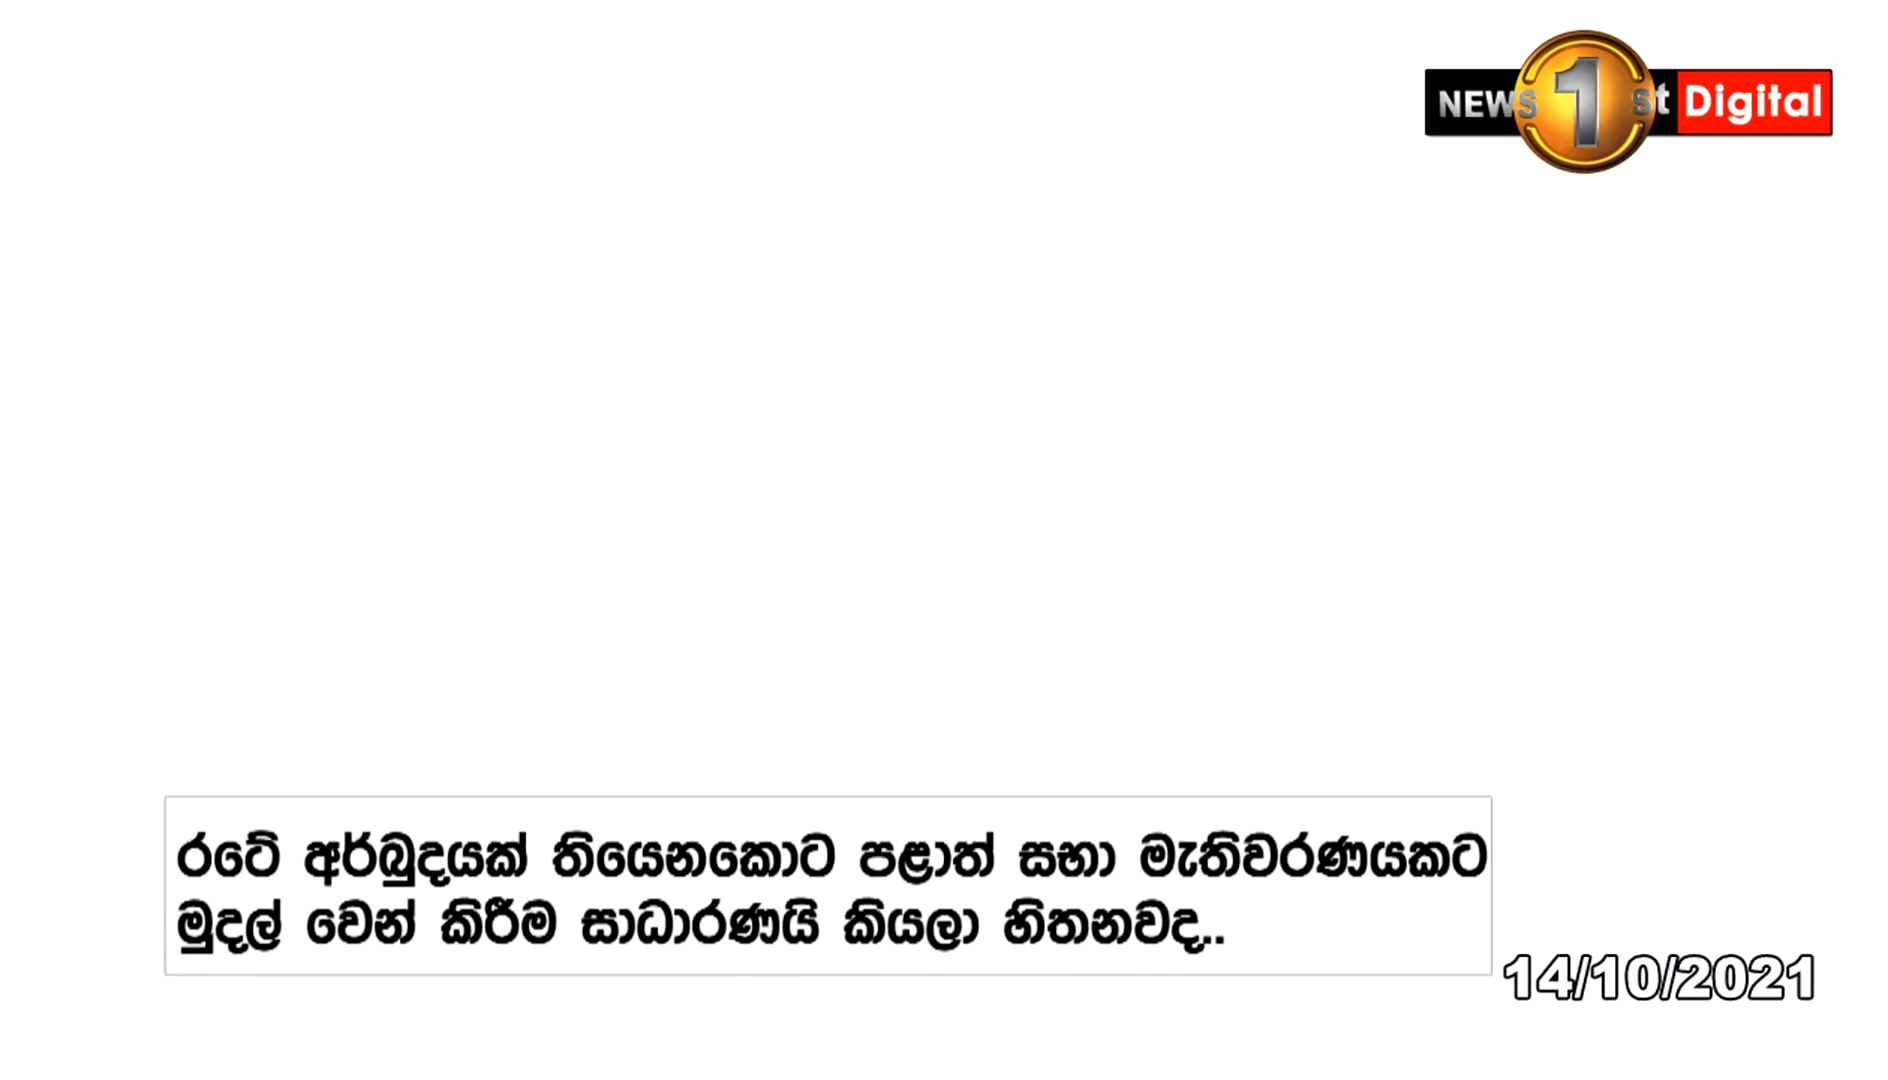 NEWS 1st Digital
රටේ අර්බුදයක් තියෙනකොට පළාත් සභා මැතිවරණයකට
මුදල් වෙන් කිරීම සාධාරණයි කියලා හිතනවද..
14/10/2021